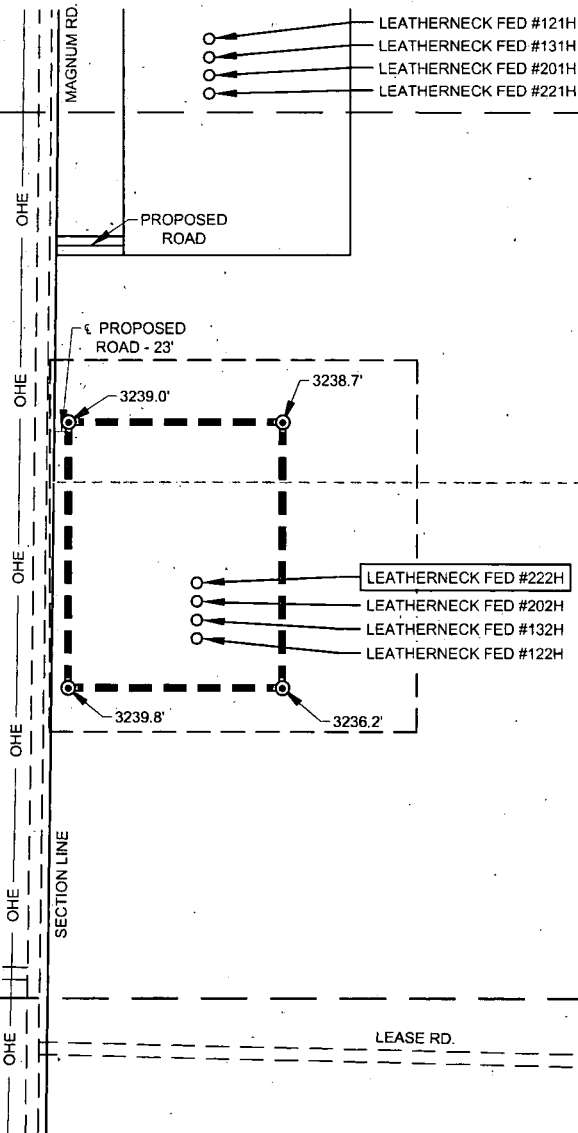 LEATHERNECK FED #121H
LEATHERNECK FED #131H
LEATHERNECK FED #201H
LEATHERNECK FED #221H
MAGNUM RD.
OHE
PROPOSED
ROAD
℄ PROPOSED
ROAD - 23'
OHE
3239.0'
3238.7'
OHE
LEATHERNECK FED #222H
LEATHERNECK FED #202H
LEATHERNECK FED #132H
LEATHERNECK FED #122H
3239.8'
3236.2'
OHE
SECTION LINE
OHE
OHE
LEASE RD.